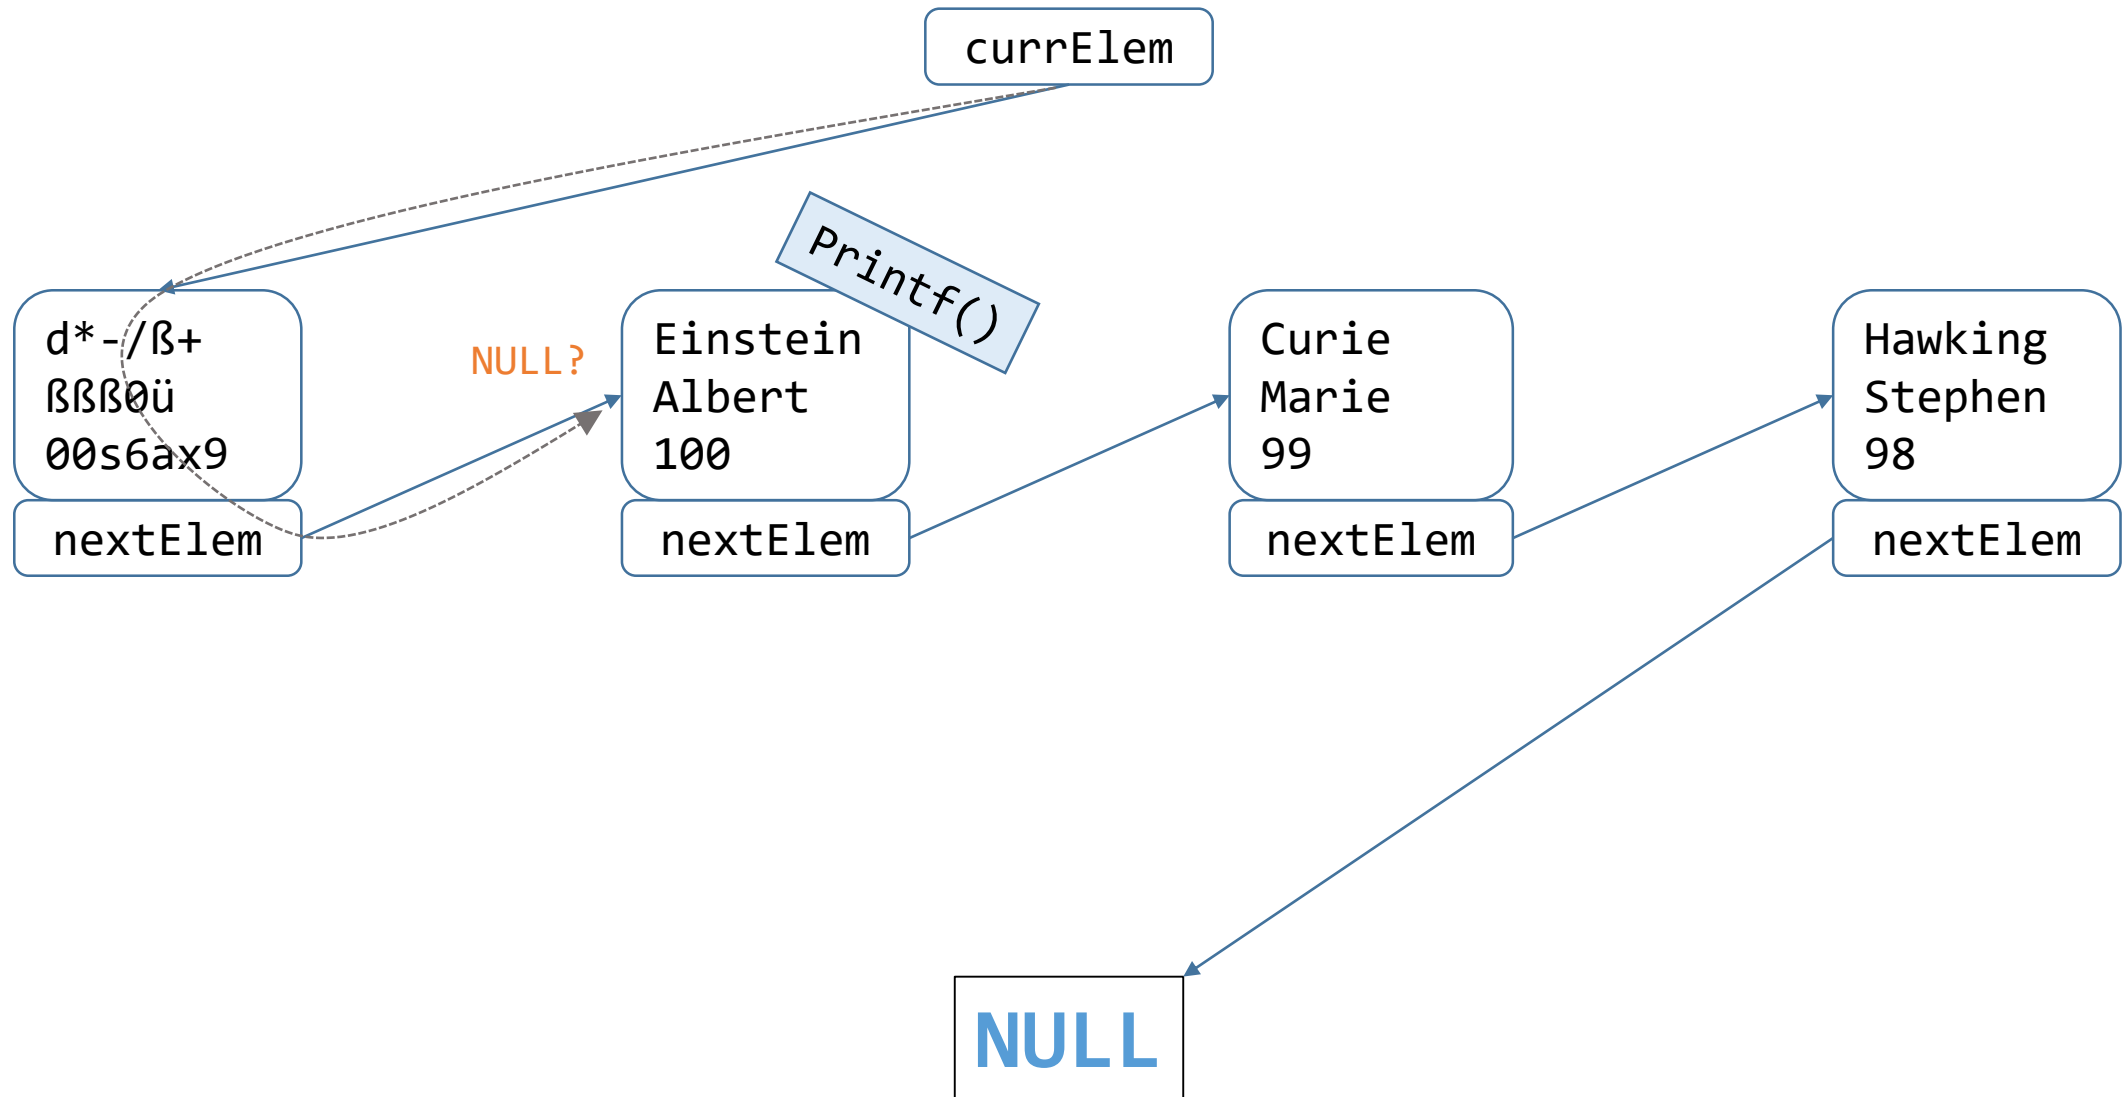 currElem
Printf()
d*-/ß+
ßßß0ü
00s6ax9
nextElem
NULL?
Einstein
Albert
100
nextElem
Curie
Marie
99
nextElem
Hawking
Stephen
98
nextElem
NULL